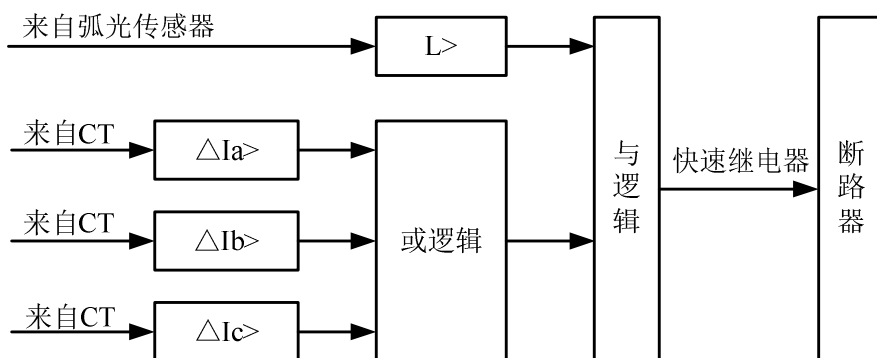 来自弧光传感器
L>
来自CT
△Ia>
来自CT
△Ib>
来自CT
△Ic>
或逻辑
与逻辑
快速继电器
断路器